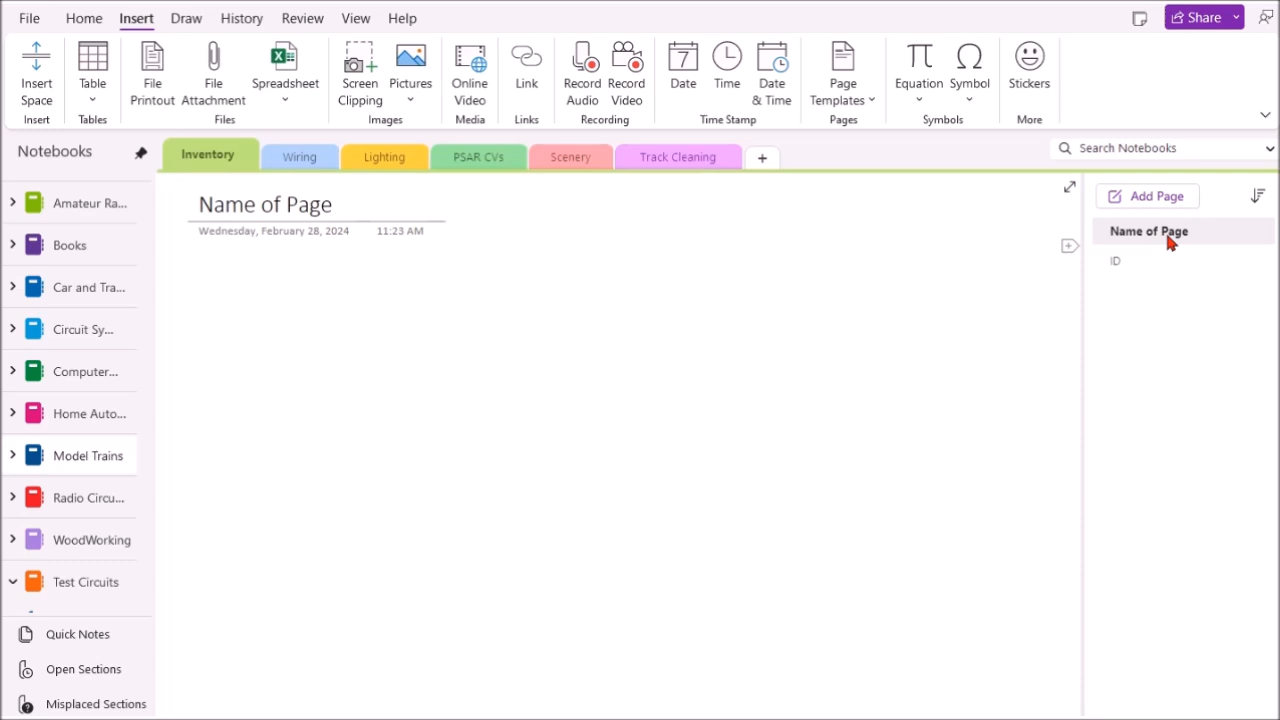 File Home Insert Draw History Review View Help Share
Insert Space Table File Printout File Attachment Spreadsheet Screen Clipping Pictures Online Video Link Record Audio Record Video 7 Date Time Date & Time Page Templates Equation Symbol Stickers
Insert Tables Files Images Media Links Recording Time Stamp Pages Symbols More
Notebooks
Inventory Wiring Lighting PSAR CVs Scenery Track Cleaning +
Search Notebooks
Amateur Ra...
Books
Car and Tra...
Circuit Sy...
Computer...
Home Auto...
Model Trains
Radio Circu...
WoodWorking
Test Circuits
Quick Notes
Open Sections
Misplaced Sections
Name of Page
Wednesday, February 28, 2024 11:23 AM
Add Page
Name of Page
ID